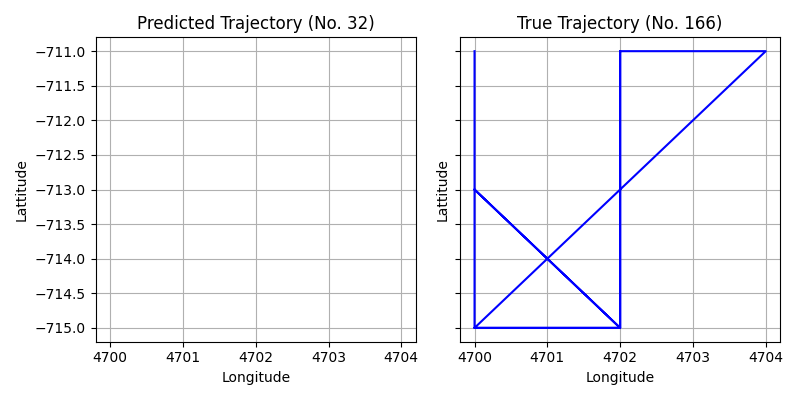 Predicted Trajectory (No. 32)
−711.0
−711.5
−712.0
−712.5
−713.0
−713.5
−714.0
−714.5
−715.0
Lattitude
4700 4701 4702 4703 4704
Longitude
True Trajectory (No. 166)
Lattitude
4700 4701 4702 4703 4704
Longitude